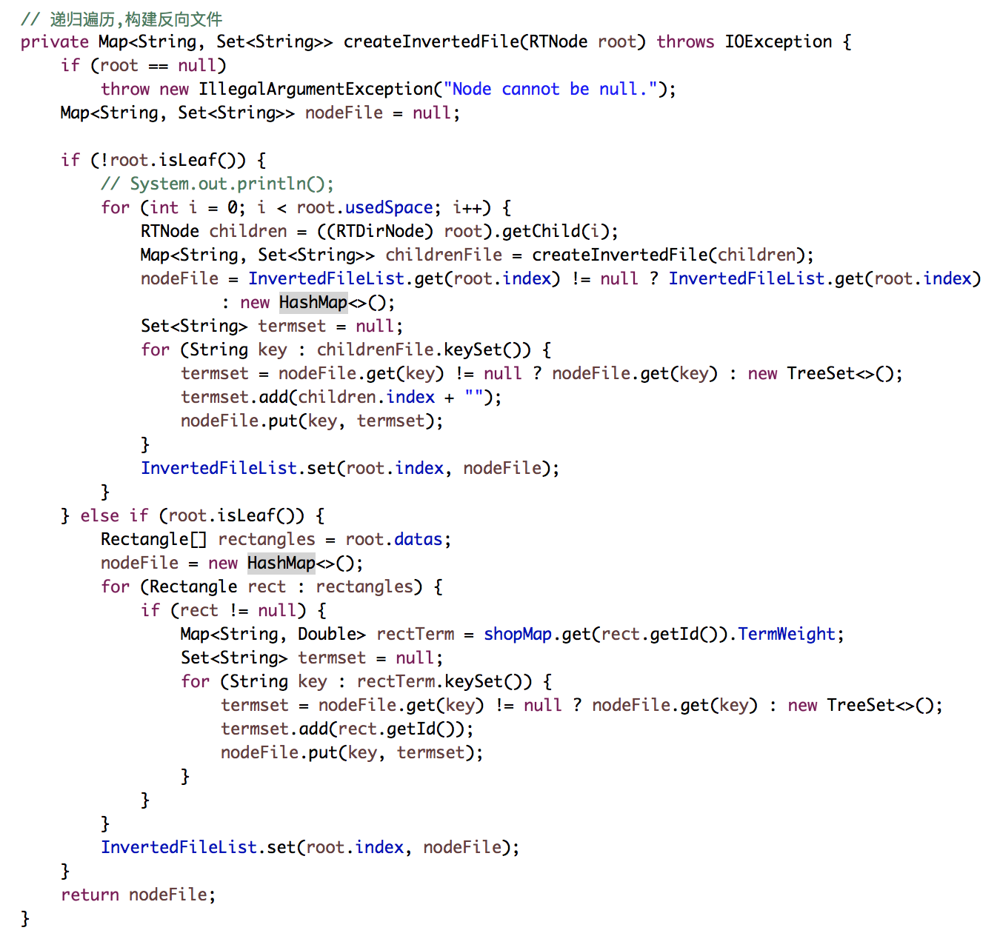 // 递归遍历,构建反向文件
private Map<String, Set<String>> createInvertedFile(RTNode root) throws IOException {
    if (root == null)
        throw new IllegalArgumentException("Node cannot be null.");
    Map<String, Set<String>> nodeFile = null;

    if (!root.isLeaf()) {
        // System.out.println();
        for (int i = 0; i < root.usedSpace; i++) {
            RTNode children = ((RTDirNode) root).getChild(i);
            Map<String, Set<String>> childrenFile = createInvertedFile(children);
            nodeFile = InvertedFileList.get(root.index) != null ? InvertedFileList.get(root.index)
                    : new HashMap<>();
            Set<String> termset = null;
            for (String key : childrenFile.keySet()) {
                termset = nodeFile.get(key) != null ? nodeFile.get(key) : new TreeSet<>();
                termset.add(children.index + "");
                nodeFile.put(key, termset);
            }
            InvertedFileList.set(root.index, nodeFile);
        }
    } else if (root.isLeaf()) {
        Rectangle[] rectangles = root.datas;
        nodeFile = new HashMap<>();
        for (Rectangle rect : rectangles) {
            if (rect != null) {
                Map<String, Double> rectTerm = shopMap.get(rect.getId()).TermWeight;
                Set<String> termset = null;
                for (String key : rectTerm.keySet()) {
                    termset = nodeFile.get(key) != null ? nodeFile.get(key) : new TreeSet<>();
                    termset.add(rect.getId());
                    nodeFile.put(key, termset);
                }
            }
        }
        InvertedFileList.set(root.index, nodeFile);
    }
    return nodeFile;
}